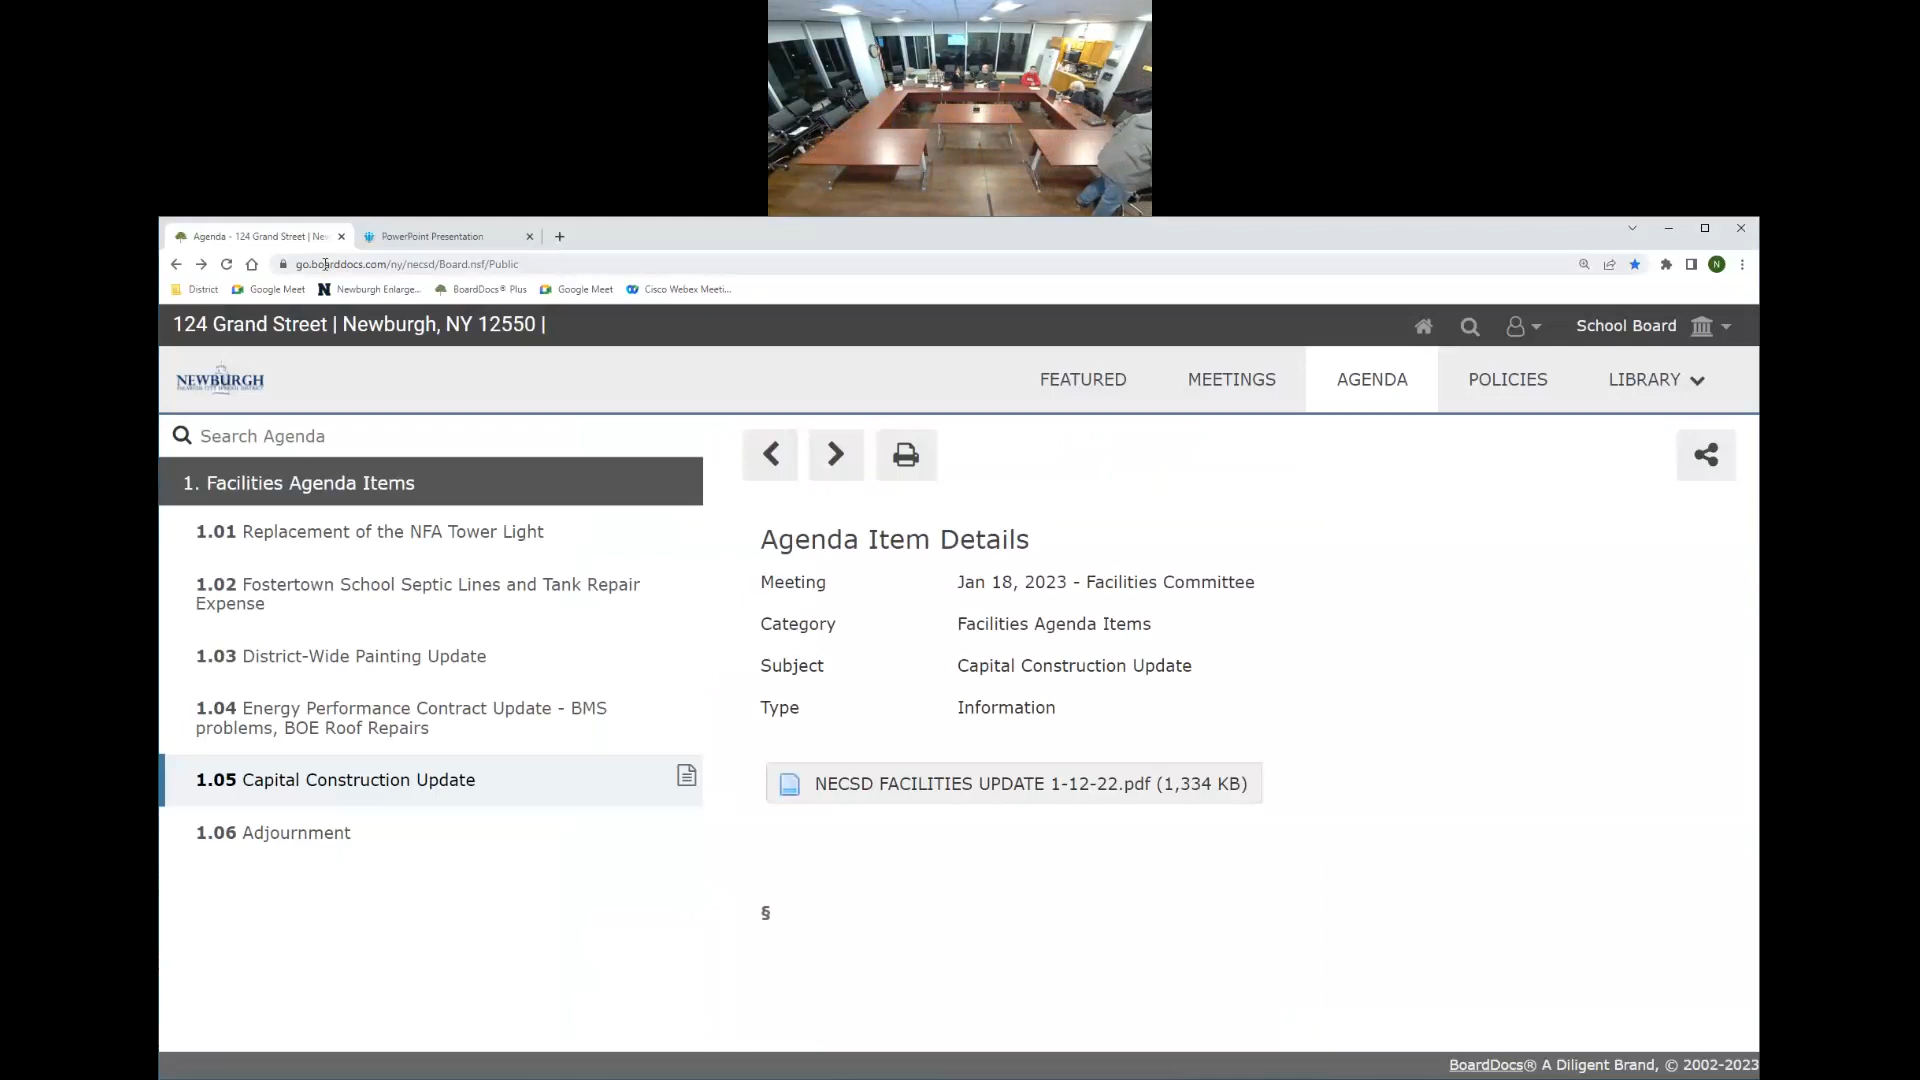 Agenda - 124 Grand Street | New
PowerPoint Presentation
go.boarddocs.com/ny/necsd/Board.nsf/Public
N
District
Google Meet
Newburgh Enlarge...
BoardDocs® Plus
Google Meet
Cisco Webex Meeti...
124 Grand Street | Newburgh, NY 12550 |
School Board
NEWBURGH
FEATURED
MEETINGS
AGENDA
POLICIES
LIBRARY
Search Agenda
1. Facilities Agenda Items
1.01 Replacement of the NFA Tower Light
1.02 Fostertown School Septic Lines and Tank Repair
Expense
1.03 District-Wide Painting Update
1.04 Energy Performance Contract Update - BMS
problems, BOE Roof Repairs
1.05 Capital Construction Update
1.06 Adjournment
Agenda Item Details
Meeting Jan 18, 2023 - Facilities Committee
Category Facilities Agenda Items
Subject Capital Construction Update
Type Information
NECSD FACILITIES UPDATE 1-12-22.pdf (1,334 KB)
§
BoardDocs® A Diligent Brand, © 2002-2023